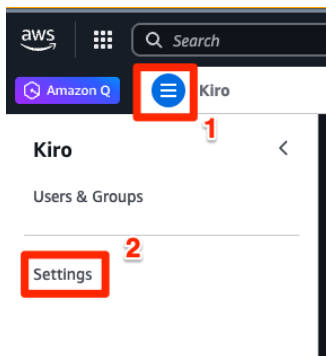 aws
Search
Amazon Q
Kiro
1
Kiro
Users & Groups
2
Settings